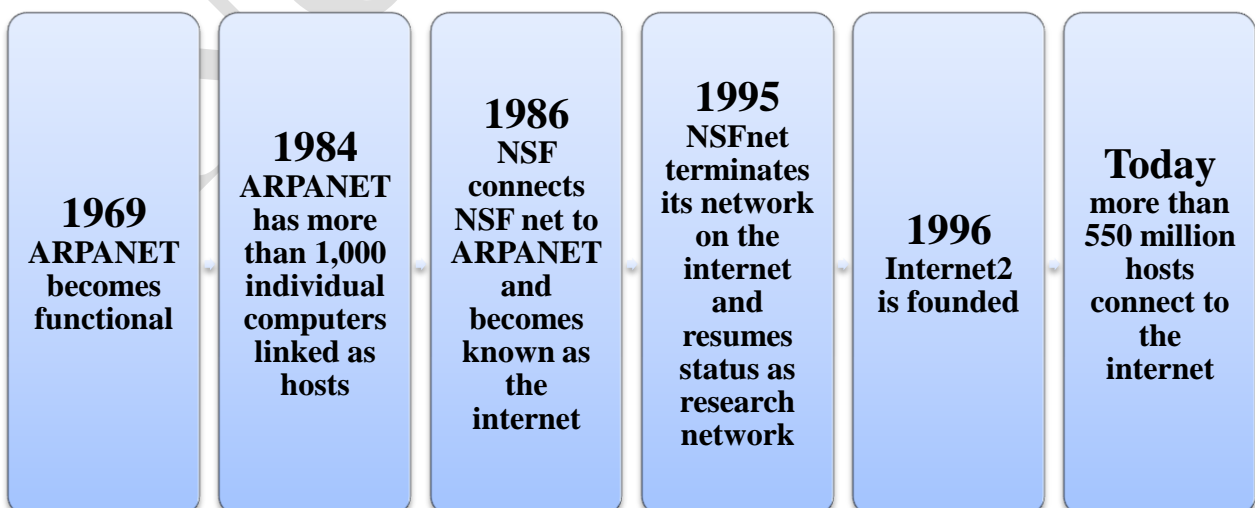 1969
ARPANET
becomes
functional
1984
ARPANET
has more
than 1,000
individual
computers
linked as
hosts
1986
NSF
connects
NSF net to
ARPANET
and
becomes
known as
the
internet
1995
NSFnet
terminates
its network
on the
internet
and
resumes
status as
research
network
1996
Internet2
is founded
Today
more than
550 million
hosts
connect to
the
internet